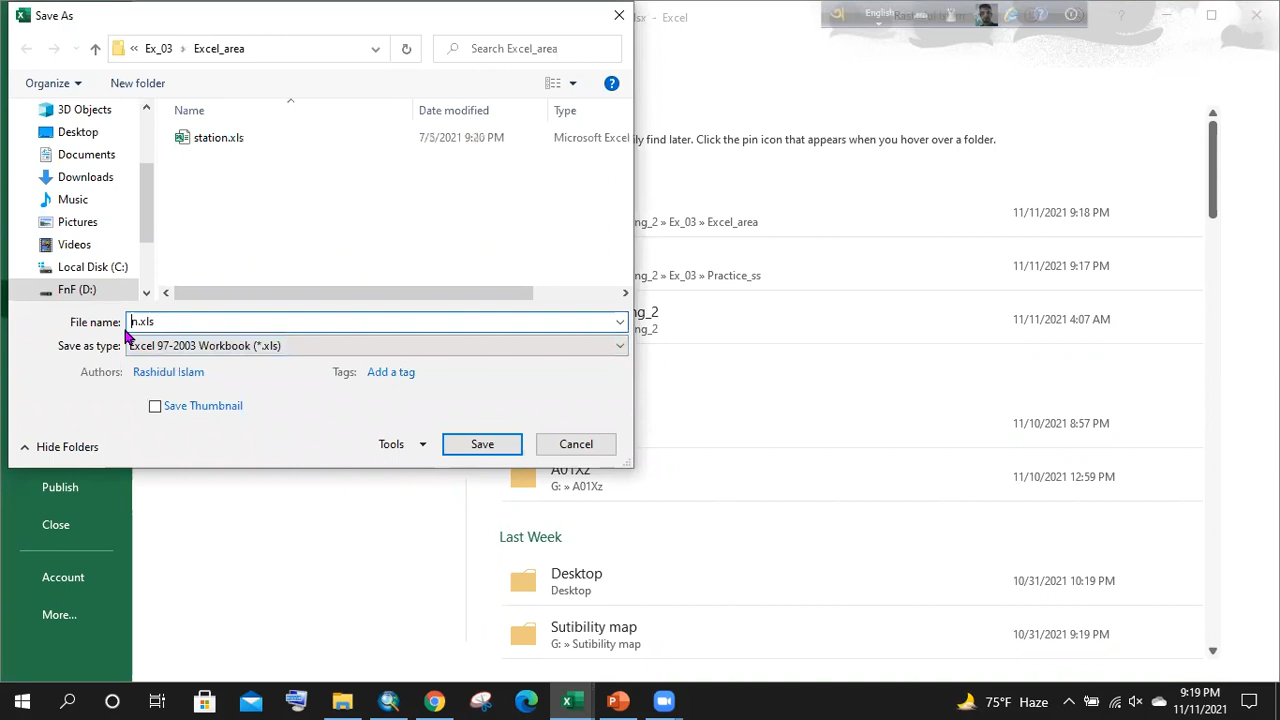 Save As
lsx - Excel
English
Ex_03
Excel_area
Search Excel_area
Organize
New folder
3D Objects
Desktop
Documents
Downloads
Music
Pictures
Videos
Local Disk (C:)
FnF (D:)
Name
Date modified
Type
station.xls
7/5/2021 9:20 PM
Microsoft Excel
File name:
n.xls
Save as type:
Excel 97-2003 Workbook (*.xls)
Authors:
Rashidul Islam
Tags:
Add a tag
Save Thumbnail
Hide Folders
Tools
Save
Cancel
ily find later. Click the pin icon that appears when you hover over a folder.
ng_2 » Ex_03 » Excel_area
11/11/2021 9:18 PM
ng_2 » Ex_03 » Practice_ss
11/11/2021 9:17 PM
ng_2
ng_2
11/11/2021 4:07 AM
11/10/2021 8:57 PM
A01Xz
G: » A01Xz
11/10/2021 12:59 PM
Last Week
Desktop
Desktop
10/31/2021 10:19 PM
Sutibility map
G: » Sutibility map
10/31/2021 9:19 PM
Publish
Close
Account
More...
75°F Haze
9:19 PM
11/11/2021